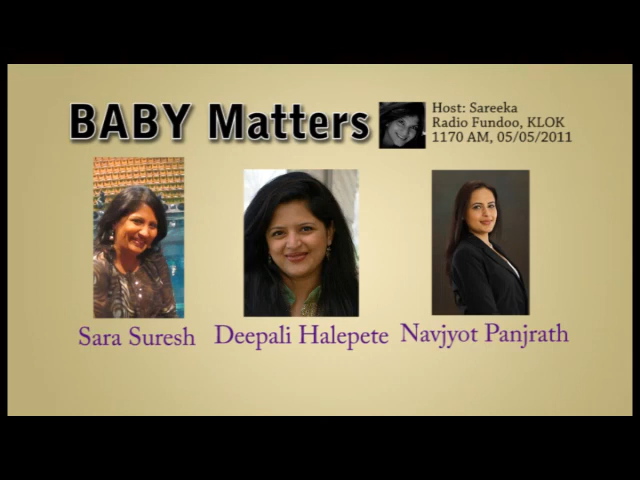 BABY Matters
Host: Sareeka
Radio Fundoo, KLOK
1170 AM, 05/05/2011
Sara Suresh
Deepali Halepete
Navjyot Panjrath